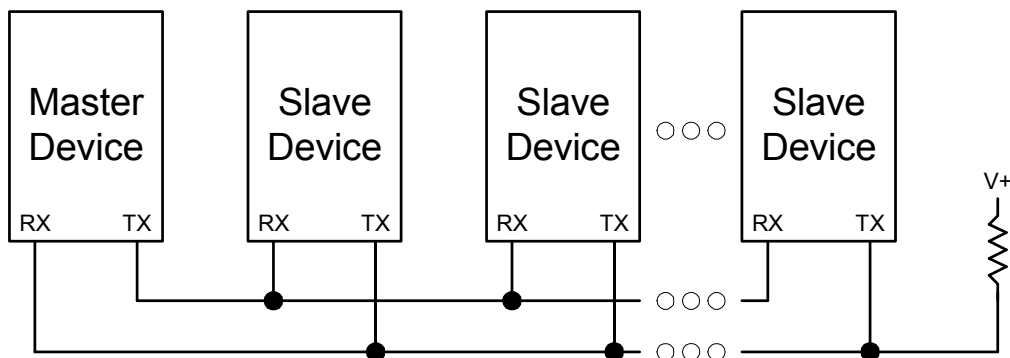 Master
Device
Slave
Device
Slave
Device
Slave
Device
RX TX
RX TX
RX TX
RX TX
V+